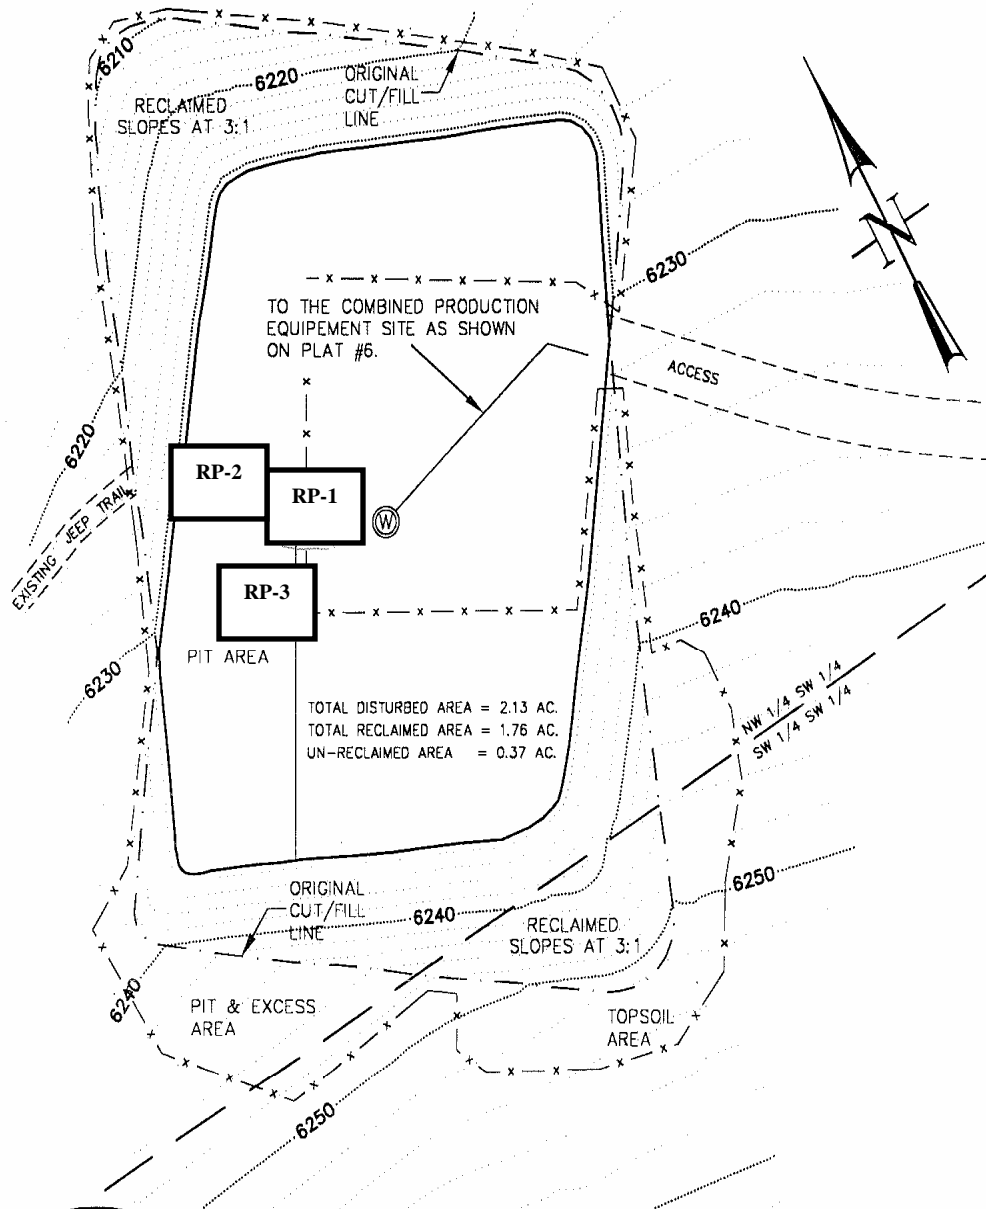 6210
6220
ORIGINAL
CUT/FILL
LINE
RECLAIMED
SLOPES AT 3:1
6230
TO THE COMBINED PRODUCTION
EQUIPEMENT SITE AS SHOWN
ON PLAT #6.
ACCESS
N
6220
RP-2
RP-1
W
EXISTING JEEP TRAIL
RP-3
6240
PIT AREA
6230
NW 1/4 SW 1/4
SW 1/4 SW 1/4
TOTAL DISTURBED AREA = 2.13 AC.
TOTAL RECLAIMED AREA = 1.76 AC.
UN-RECLAIMED AREA = 0.37 AC.
6250
ORIGINAL
CUT/FILL
LINE
6240
RECLAIMED
SLOPES AT 3:1
6240
PIT & EXCESS
AREA
TOPSOIL
AREA
6250